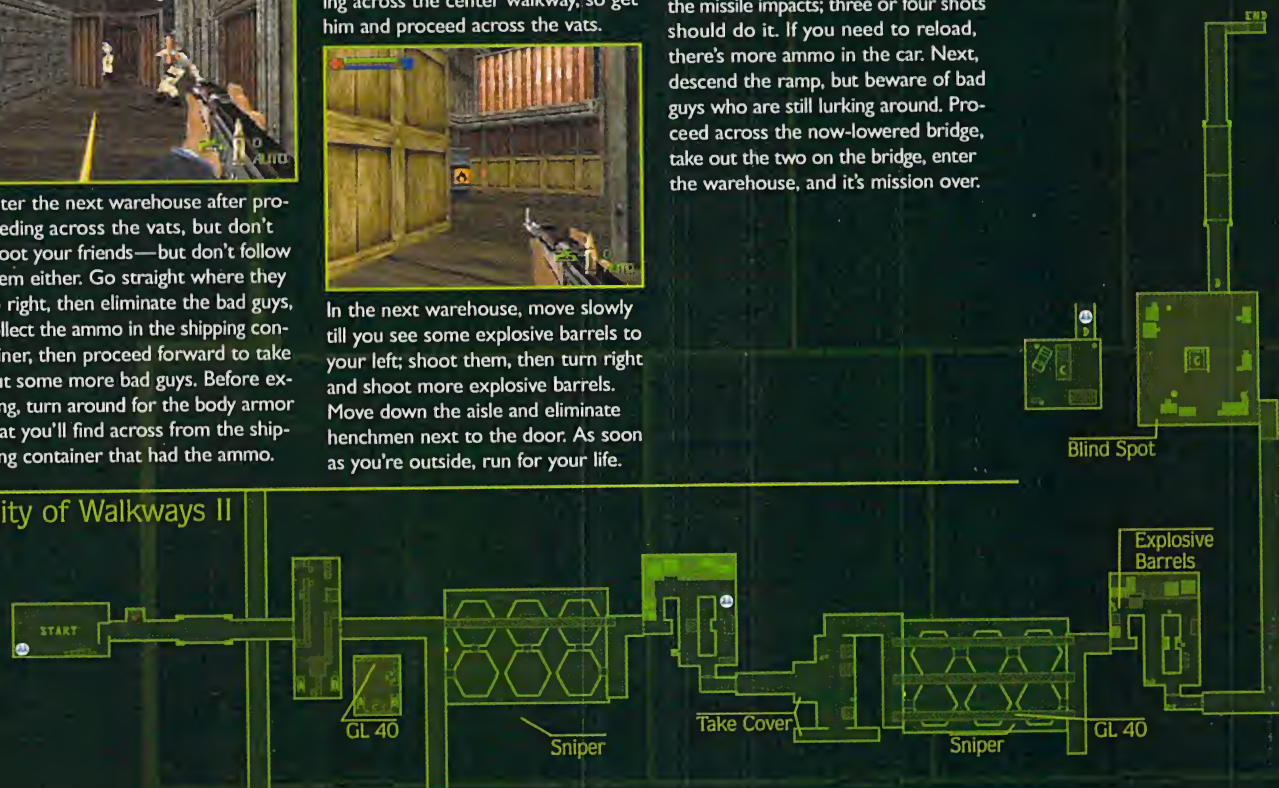 ing across the center walkway, so get
him and proceed across the vats.
the missile impacts; three or four shots
should do it. If you need to reload,
there's more ammo in the car. Next,
descend the ramp, but beware of bad
guys who are still lurking around. Pro-
ceed across the now-lowered bridge,
take out the two on the bridge, enter
the warehouse, and it's mission over.
AUTO
25
AUTO
ter the next warehouse after pro-
eding across the vats, but don't
oot your friends—but don't follow
em either. Go straight where they
right, then eliminate the bad guys,
llect the ammo in the shipping con-
iner, then proceed forward to take
ut some more bad guys. Before ex-
ng, turn around for the body armor
at you'll find across from the ship-
ng container that had the ammo.
In the next warehouse, move slowly
till you see some explosive barrels to
your left; shoot them, then turn right
and shoot more explosive barrels.
Move down the aisle and eliminate
henchmen next to the door. As soon
as you're outside, run for your life.
ity of Walkways II
START
GL 40
Sniper
Take Cover
Sniper
GL 40
Explosive
Barrels
Blind Spot
D
C
D
G
END